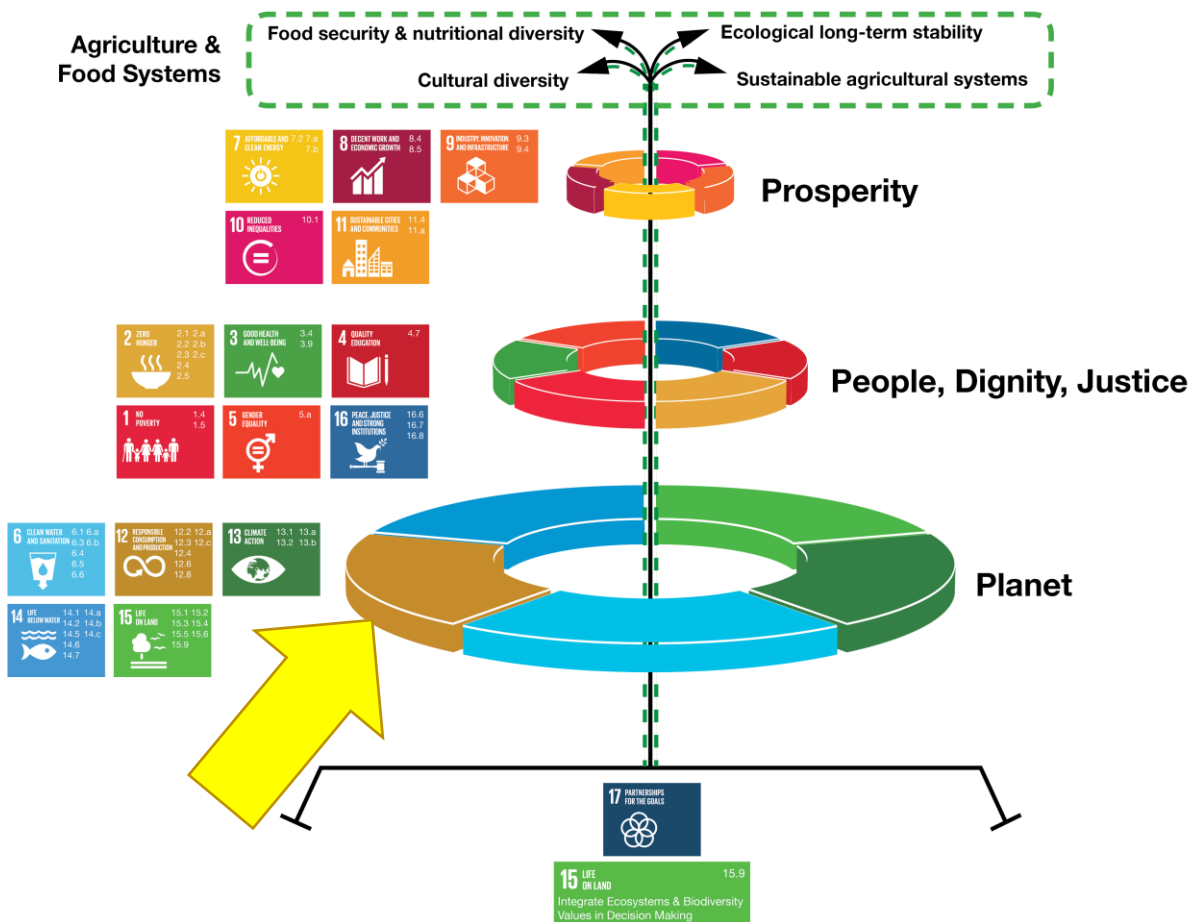 Agriculture &
Food Systems
Food security & nutritional diversity
Ecological long-term stability
Cultural diversity
Sustainable agricultural systems
7 AFFORDABLE AND CLEAN ENERGY
7.2 7.a
7.b
8 DECENT WORK AND ECONOMIC GROWTH
8.4
8.5
9 INDUSTRY, INNOVATION AND INFRASTRUCTURE
9.3
9.4
Prosperity
10 REDUCED INEQUALITIES
10.1
11 SUSTAINABLE CITIES AND COMMUNITIES
11.4
11.a
2 ZERO HUNGER
2.1 2.a
2.2 2.b
2.3 2.c
2.4
2.5
3 GOOD HEALTH AND WELL-BEING
3.4
3.9
4 QUALITY EDUCATION
4.7
People, Dignity, Justice
1 NO POVERTY
1.4
1.5
5 GENDER EQUALITY
5.a
16 PEACE, JUSTICE AND STRONG INSTITUTIONS
16.6
16.7
16.8
6 CLEAN WATER AND SANITATION
6.1 6.a
6.3 6.b
6.4
6.5
6.6
12 RESPONSIBLE CONSUMPTION AND PRODUCTION
12.2 12.a
12.3 12.c
12.4
12.6
12.8
13 CLIMATE ACTION
13.1 13.a
13.2 13.b
Planet
14 LIFE BELOW WATER
14.1 14.a
14.2 14.b
14.5 14.c
14.6
14.7
15 LIFE ON LAND
15.1 15.2
15.3 15.4
15.5 15.6
15.9
17 PARTNERSHIPS FOR THE GOALS
15 LIFE ON LAND
15.9
Integrate Ecosystems & Biodiversity
Values in Decision Making